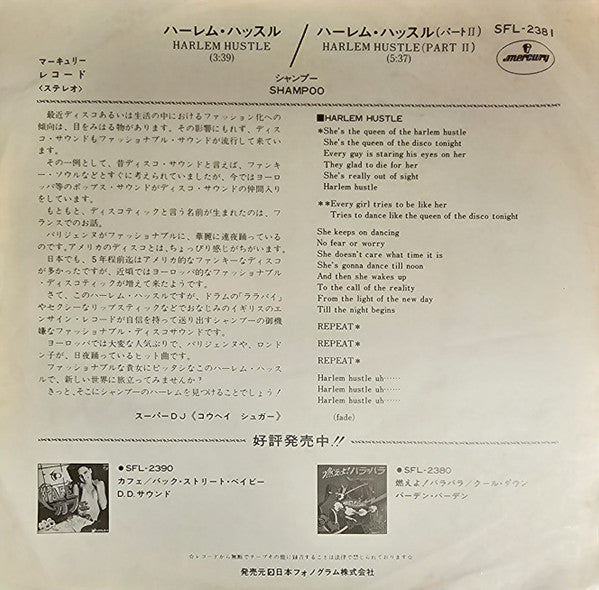 ハーレム・ハッスル
HARLEM HUSTLE
(3:39)
/
ハーレム・ハッスル(パートII)
HARLEM HUSTLE (PART II)
(5:37)
SFL-2381
mercury
マーキュリー
レコード
〈ステレオ〉
シャンプー
SHAMPOO
最近ディスコあるいは生活の中におけるファッション化への
傾向は、目をみはる物があります。その影響にもれず、ディス
コ・サウンドもファッショナブル・サウンドが流行して来てい
ます。
その一例として、昔ディスコ・サウンドと言えば、ファンキ
ー・ソウルなどとすぐに考えられていましたが、今ではヨーロ
ッパ等のポップス・サウンドがディスコ・サウンドの仲間入り
をしています。
もともと、ディスコティックと言う名前が生まれたのは、フ
ランスでのお話。
パリジェンヌがファッショナブルに、華麗に連夜踊っている
のです。アメリカのディスコとは、ちょっぴり感じがちがいます。
日本でも、5年程前迄はアメリカ的なファンキーなディスコ
が多かったですが、近頃ではヨーロッパ的なファッショナブル
・ディスコティックが増えて来たようです。
さて、このハーレム・ハッスルですが、ドラムの「ララバイ」
やセクシーなリップスティックなどでおなじみのイギリスのエ
ンサイン・レコードが自信を持って送り出すシャンプーの御機
嫌なファッショナブル・ディスコサウンドです。
ヨーロッパでは大変な人気ぶりで、パリジェンヌや、ロンド
ン子が、日夜踊っているヒット曲です。
ファッショナブルな貴女にピッタシなこのハーレム・ハッス
ルで、新しい世界に旅立ってみませんか?
きっと、そこにシャンプーのハーレムを見つけることでしょう!
スーパーDJ《コウヘイ シュガー》
■HARLEM HUSTLE
*She's the queen of the harlem hustle
She's the queen of the disco tonight
Every guy is staring his eyes on her
They glad to die for her
She's really out of sight
Harlem hustle
**Every girl tries to be like her
Tries to dance like the queen of the disco tonight
She keeps on dancing
No fear or worry
She doesn't care what time it is
She's gonna dance till noon
And then she wakes up
To the call of the reality
From the light of the new day
Till the night begins
REPEAT*
REPEAT*
REPEAT*
Harlem hustle uh……
Harlem hustle uh……
Harlem hustle uh……
(fade)
好評発売中!!
●SFL-2390
カフェ/バック・ストリート・ベイビー
D.D.サウンド
●SFL-2380
燃えよ!バラバラ/クール・ダウン
バーデン・バーデン
☆レコードから無断でテープその他に録音することは法律で禁じられております☆
発売元 日本フォノグラム株式会社